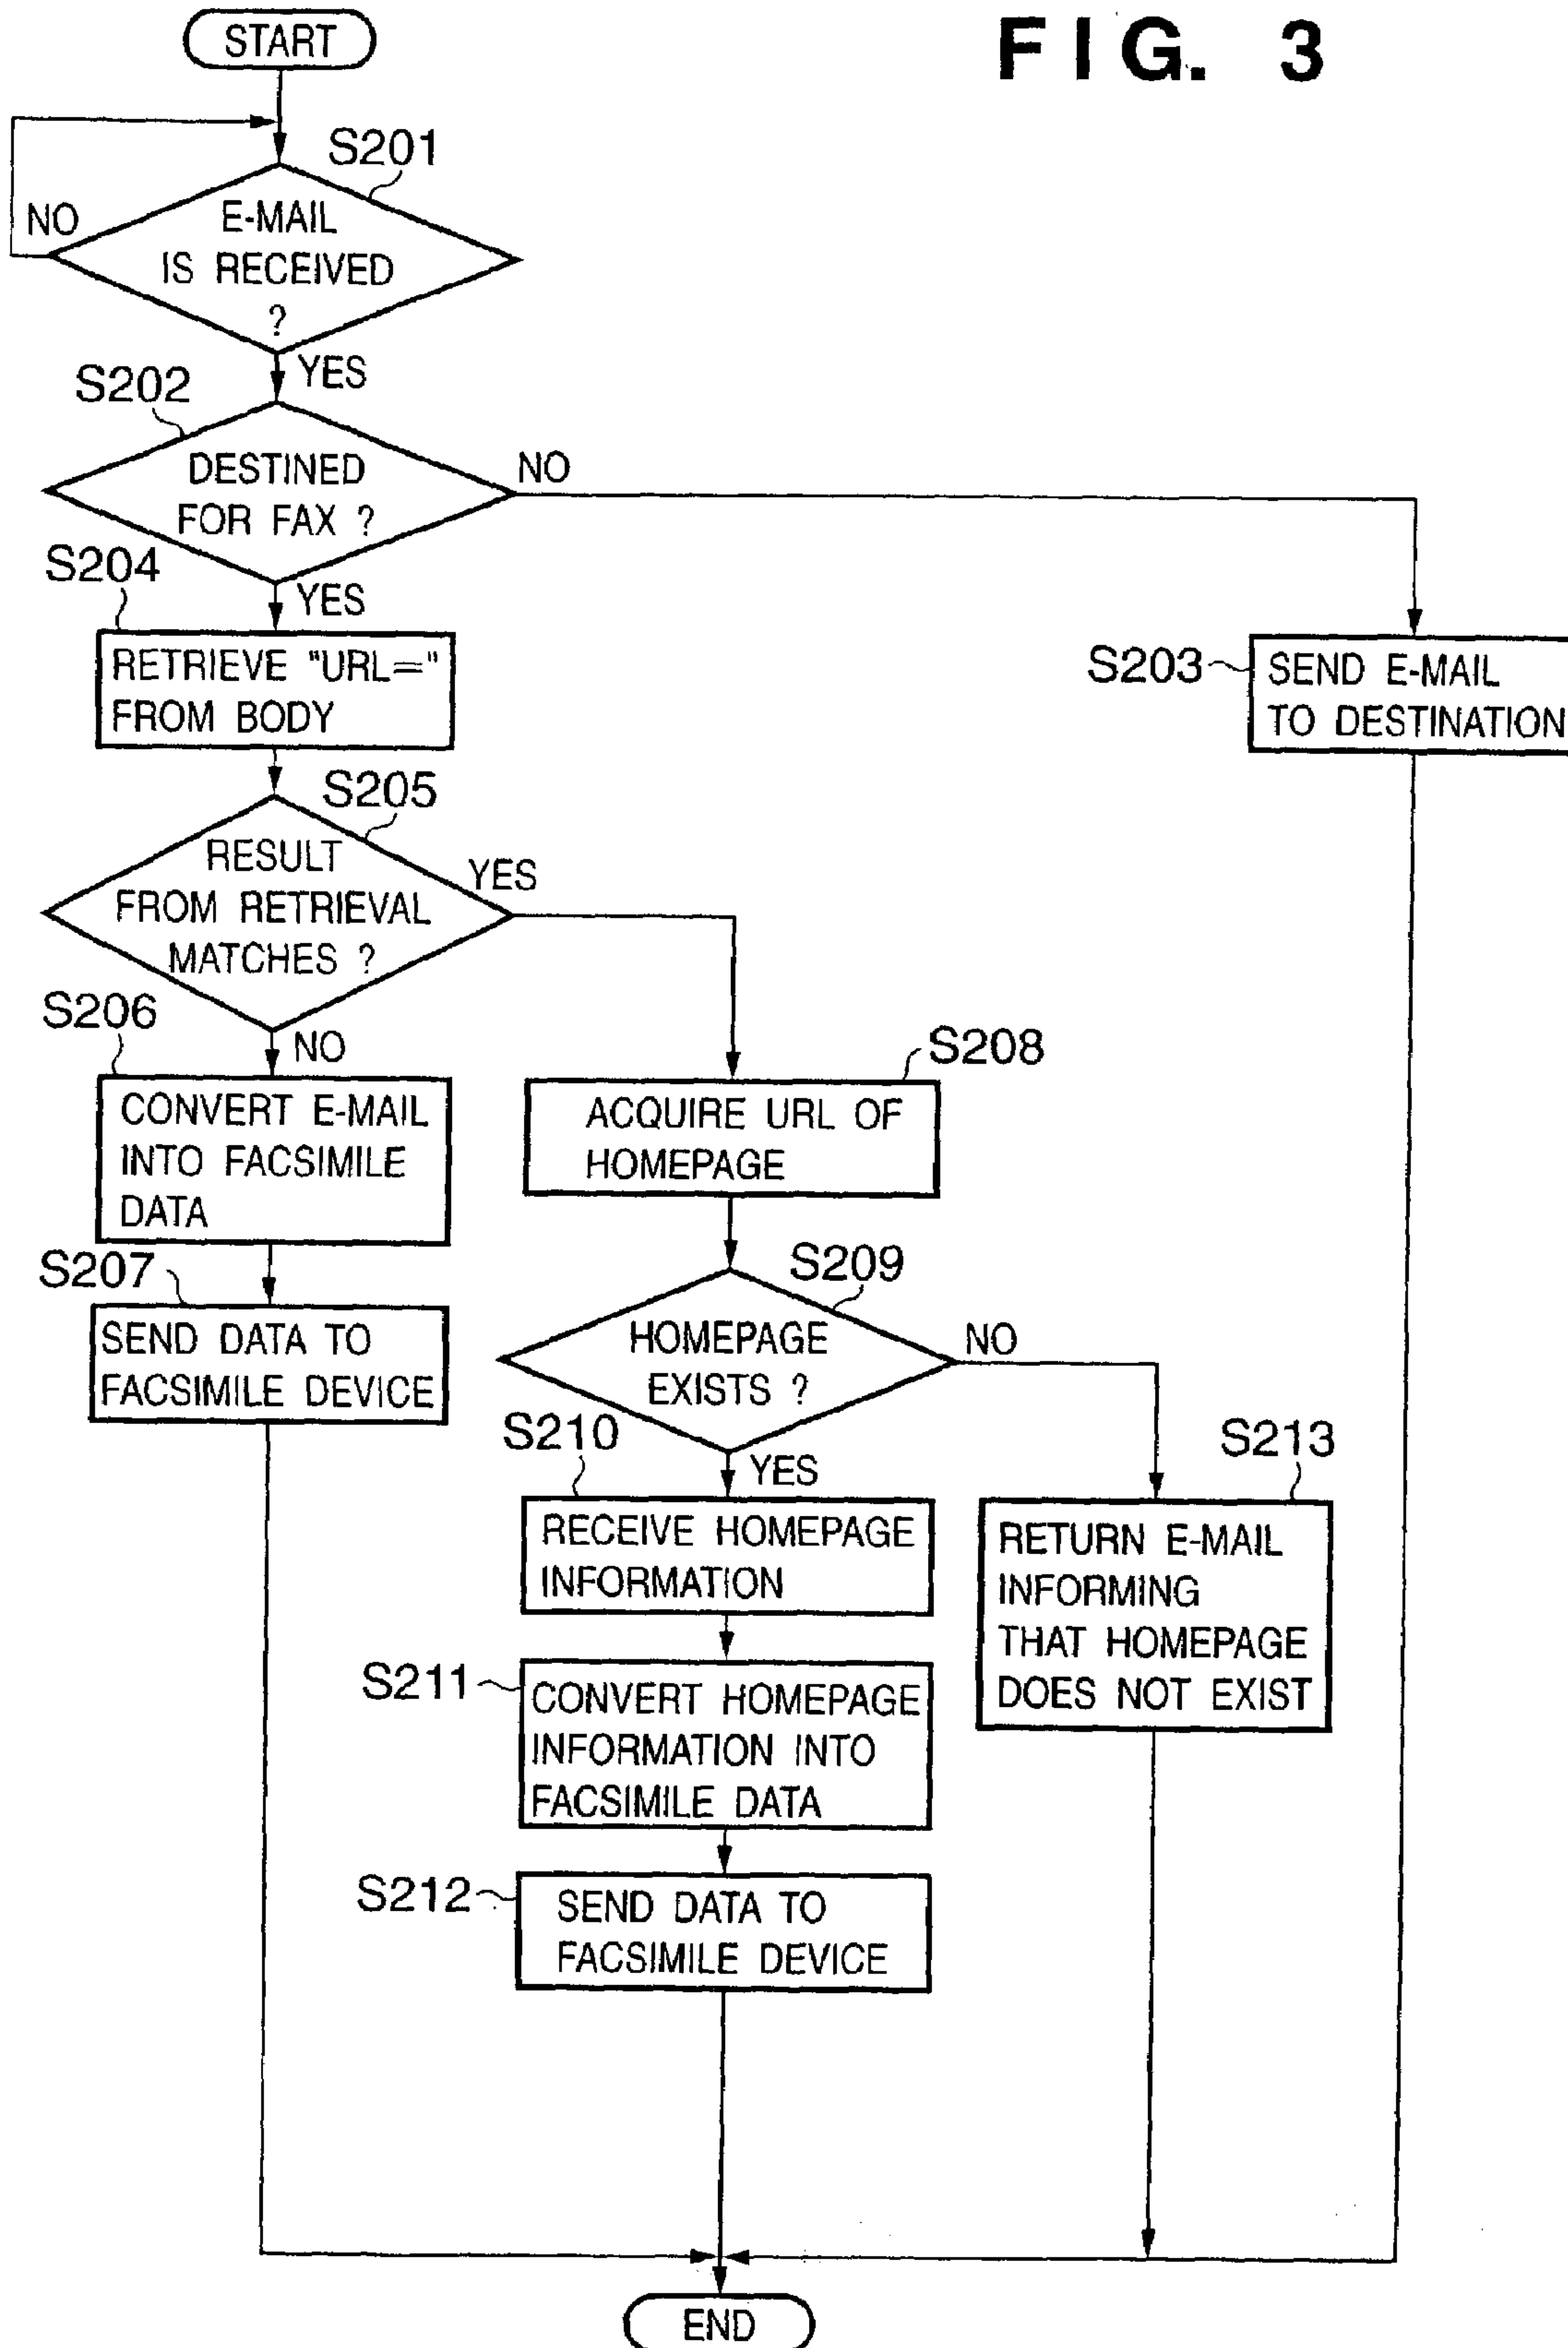 FIG. 3
START
S201
NO
E-MAIL
IS RECEIVED
?
YES
S202
DESTINED
FOR FAX ?
NO
S204
YES
RETRIEVE "URL="
FROM BODY
S203
SEND E-MAIL
TO DESTINATION
S205
RESULT
FROM RETRIEVAL
MATCHES ?
YES
S206
NO
CONVERT E-MAIL
INTO FACSIMILE
DATA
S208
ACQUIRE URL OF
HOMEPAGE
S207
SEND DATA TO
FACSIMILE DEVICE
S209
HOMEPAGE
EXISTS ?
NO
S210
YES
RECEIVE HOMEPAGE
INFORMATION
S213
RETURN E-MAIL
INFORMING
THAT HOMEPAGE
DOES NOT EXIST
S211
CONVERT HOMEPAGE
INFORMATION INTO
FACSIMILE DATA
S212
SEND DATA TO
FACSIMILE DEVICE
END